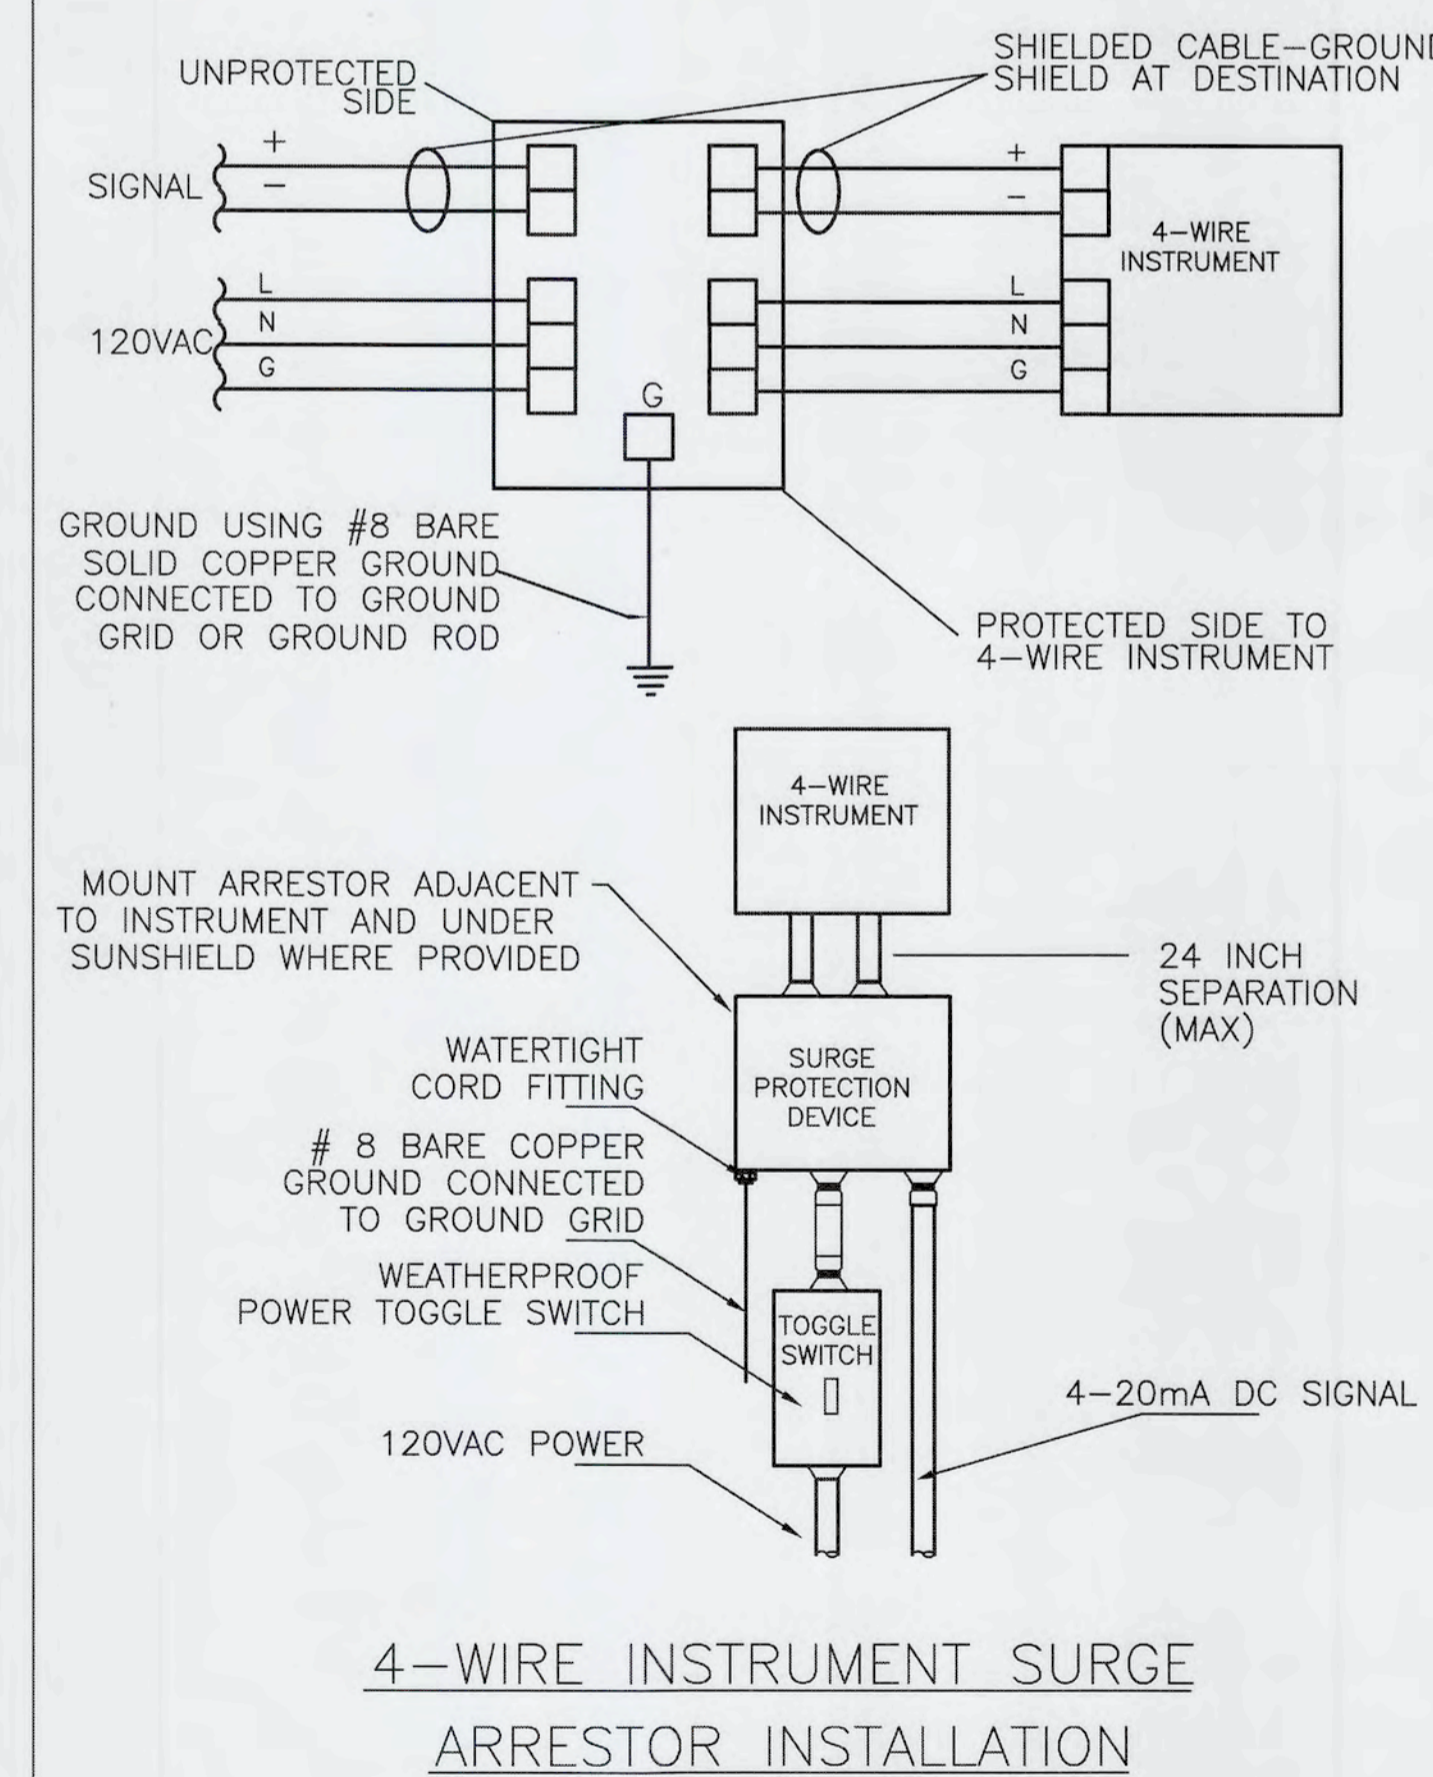 UNPROTECTED
SIDE
SHIELDED CABLE-GROUND
SHIELD AT DESTINATION
+
SIGNAL
-
+
-
4-WIRE
INSTRUMENT
L
N
120VAC
G
L
N
G
G
GROUND USING #8 BARE
SOLID COPPER GROUND
CONNECTED TO GROUND
GRID OR GROUND ROD
PROTECTED SIDE TO
4-WIRE INSTRUMENT
4-WIRE
INSTRUMENT
MOUNT ARRESTOR ADJACENT
TO INSTRUMENT AND UNDER
SUNSHIELD WHERE PROVIDED
24 INCH
SEPARATION
(MAX)
WATERTIGHT
CORD FITTING
SURGE
PROTECTION
DEVICE
# 8 BARE COPPER
GROUND CONNECTED
TO GROUND GRID
WEATHERPROOF
POWER TOGGLE SWITCH
TOGGLE
SWITCH
4-20mA DC SIGNAL
120VAC POWER
4-WIRE INSTRUMENT SURGE
ARRESTOR INSTALLATION